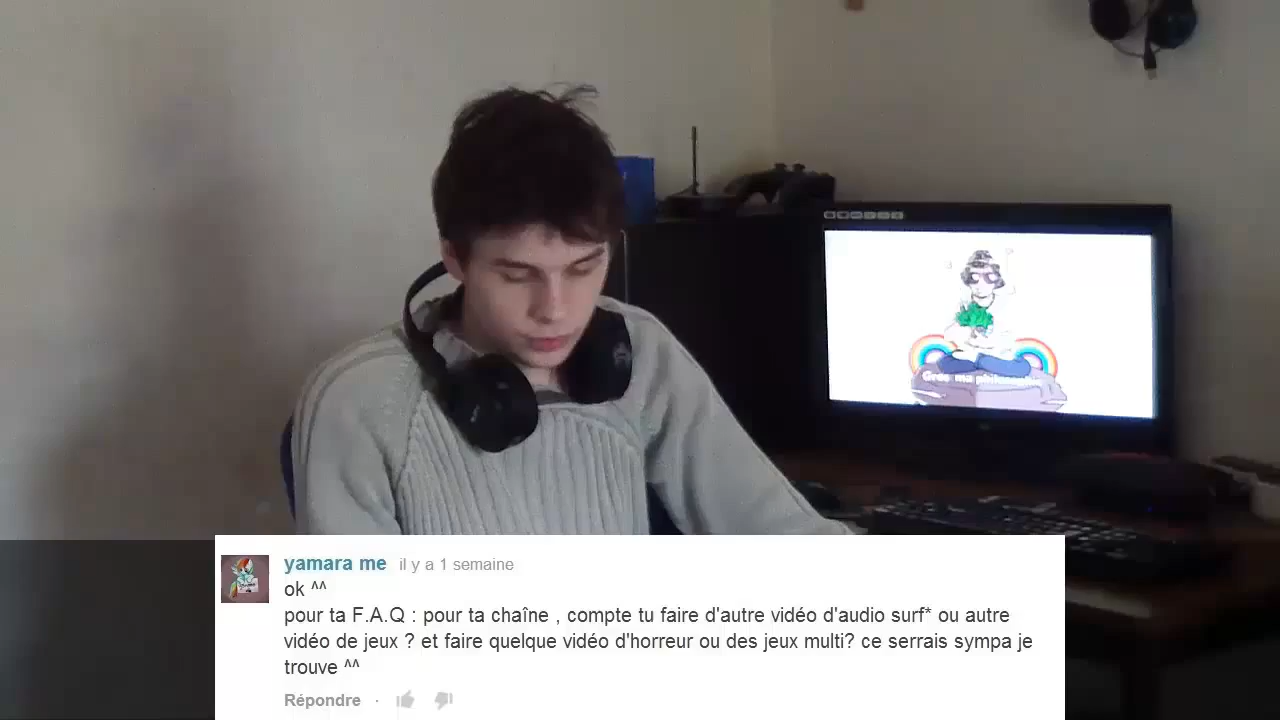 yamara me il y a 1 semaine
ok ^^
pour ta F.A.Q : pour ta chaîne , compte tu faire d'autre vidéo d'audio surf* ou autre
vidéo de jeux ? et faire quelque vidéo d'horreur ou des jeux multi? ce serrais sympa je
trouve ^^
Répondre ·